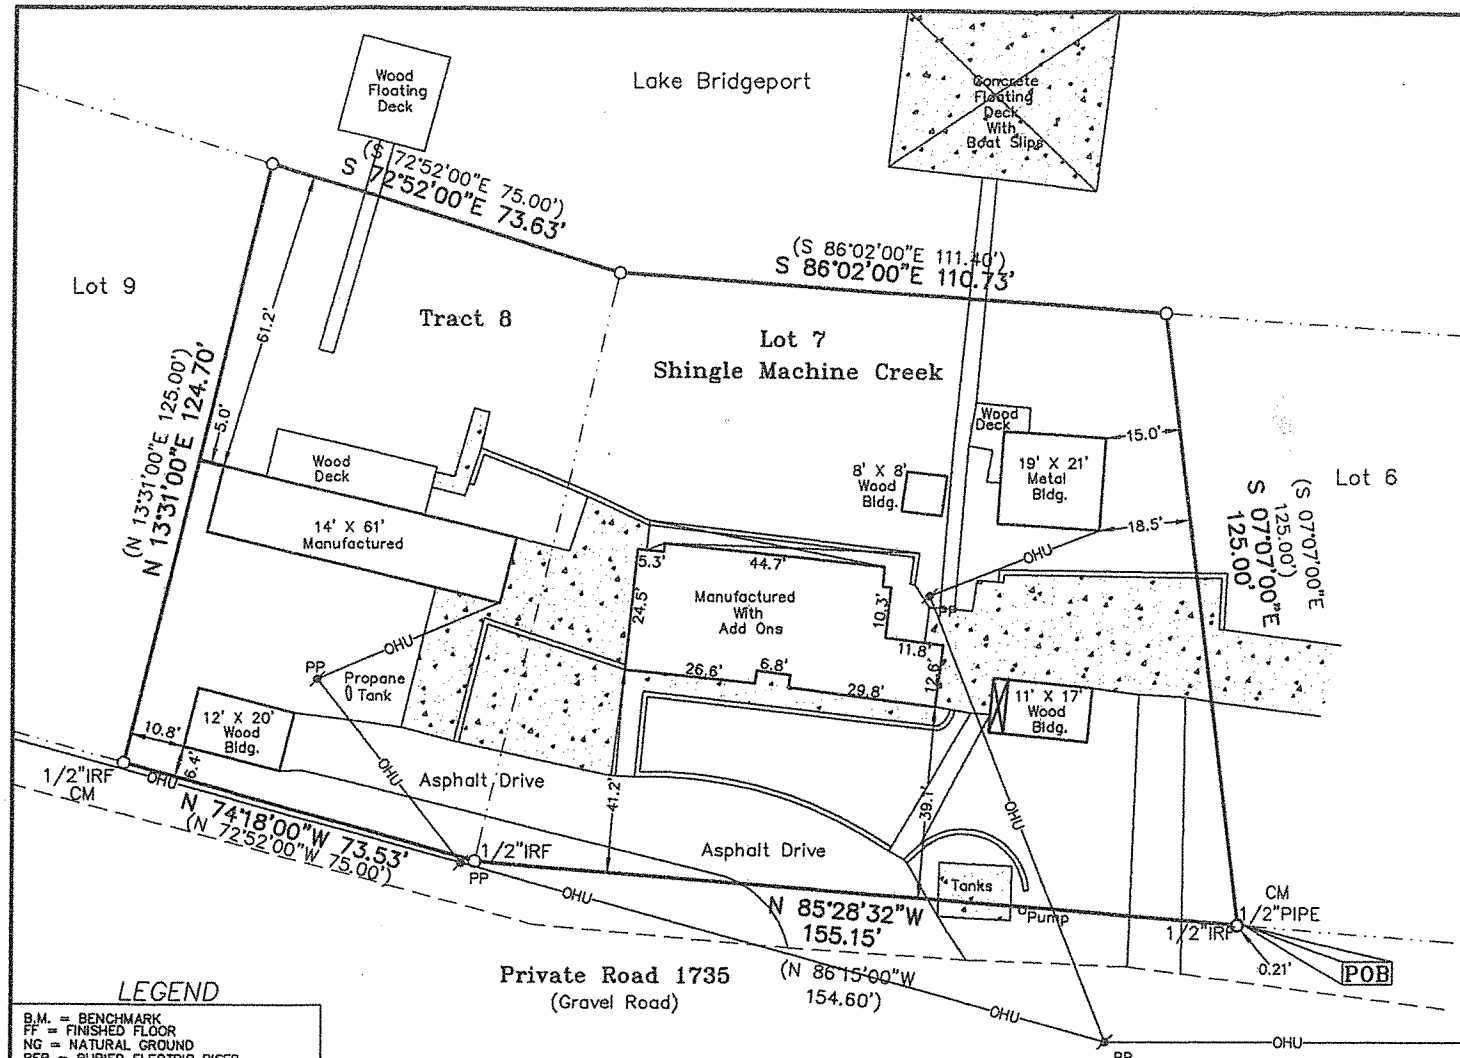 Lake Bridgeport
Wood
Floating
Deck
Concrete
Floating
Deck
With
Boat Slips
(S 72°52'00"E 75.00')
S 72°52'00"E 73.63'
(S 86°02'00"E 111.40')
S 86°02'00"E 110.73'
Lot 9
Tract 8
Lot 7
Shingle Machine Creek
Lot 6
61.2'
5.0'
(N 13°31'00"E 125.00')
N 13°31'00"E 124.70'
Wood
Deck
14' X 61'
Manufactured
Wood
Deck
8' X 8'
Wood
Bldg.
19' X 21'
Metal
Bldg.
15.0'
18.5'
OHU
(S 07°07'00"E
125.00')
S 07°07'00"E
125.00'
5.3'
44.7'
24.5'
Manufactured
With
Add Ons
10.3'
PP
11.8'
12.6'
26.6'
6.8'
29.8'
OHU
PP
Propane
Tank
11' X 17'
Wood
Bldg.
12' X 20'
Wood
Bldg.
10.8'
6.4'
OHU
OHU
1/2"IRF
CM
Asphalt Drive
41.2'
39.1'
OHU
N 74°18'00"W 73.53'
(N 72°52'00"W 75.00')
1/2"IRF
PP
Asphalt Drive
Tanks
Pump
OHU
N 85°28'32"W
155.15'
(N 86°15'00"W
154.60')
CM
1/2"PIPE
1/2"IRF
0.21'
POB
Private Road 1735
(Gravel Road)
OHU
OHU
PP
LEGEND
B.M. = BENCHMARK
FF = FINISHED FLOOR
NG = NATURAL GROUND
BER = BURIED ELECTRIC RISER